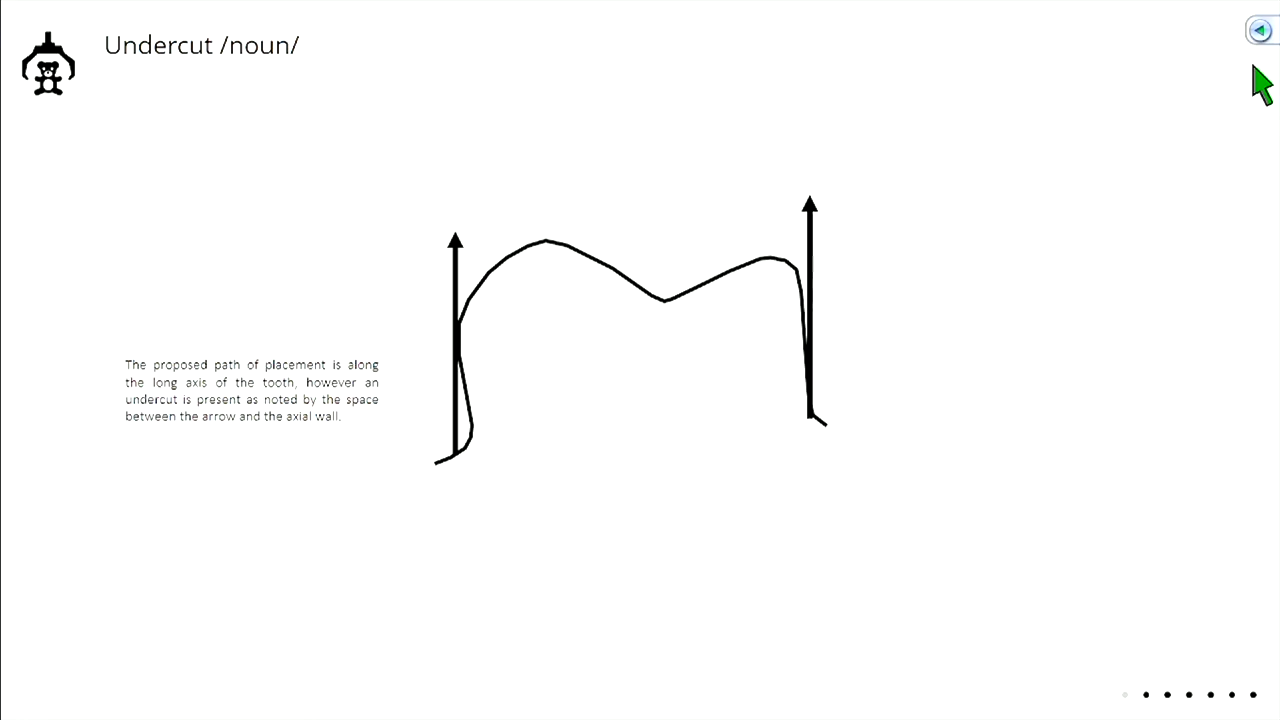 Undercut /noun/
The proposed path of placement is along
the long axis of the tooth, however an
undercut is present as noted by the space
between the arrow and the axial wall.